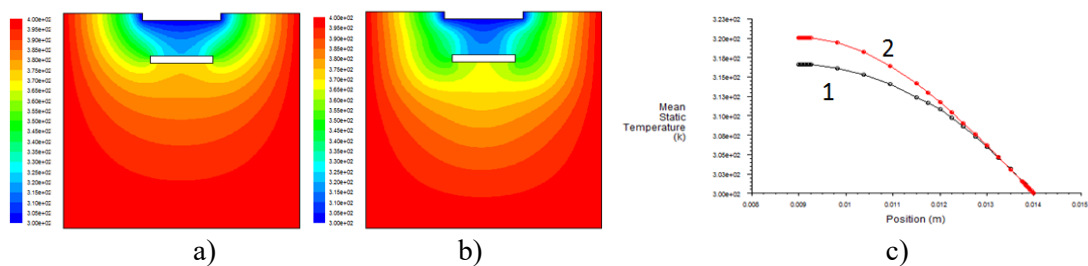 4.00e+02
3.95e+02
3.90e+02
3.85e+02
3.80e+02
3.75e+02
3.70e+02
3.65e+02
3.60e+02
3.55e+02
3.50e+02
3.45e+02
3.40e+02
3.35e+02
3.30e+02
3.25e+02
3.20e+02
3.15e+02
3.10e+02
3.05e+02
3.00e+02
a)
4.00e+02
3.95e+02
3.90e+02
3.85e+02
3.80e+02
3.75e+02
3.70e+02
3.65e+02
3.60e+02
3.55e+02
3.50e+02
3.45e+02
3.40e+02
3.35e+02
3.30e+02
3.25e+02
3.20e+02
3.15e+02
3.10e+02
3.05e+02
3.00e+02
b)
Mean
Static
Temperature
(k)
3.23e+02
3.20e+02
3.18e+02
3.15e+02
3.13e+02
3.10e+02
3.08e+02
3.05e+02
3.03e+02
3.00e+02
2
1
0.008 0.009 0.01 0.011 0.012 0.013 0.014 0.015
Position (m)
c)